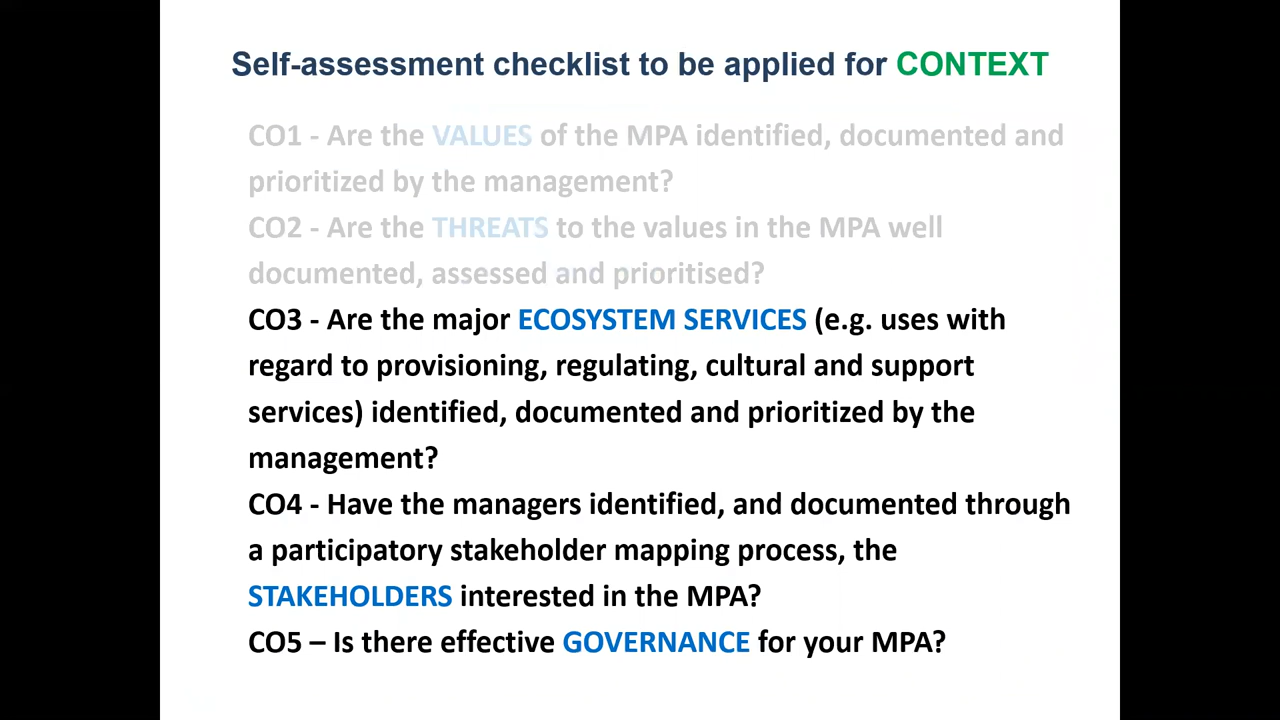 Self-assessment checklist to be applied for CONTEXT
CO1 - Are the VALUES of the MPA identified, documented and
prioritized by the management?
CO2 - Are the THREATS to the values in the MPA well
documented, assessed and prioritised?
CO3 - Are the major ECOSYSTEM SERVICES (e.g. uses with
regard to provisioning, regulating, cultural and support
services) identified, documented and prioritized by the
management?
CO4 - Have the managers identified, and documented through
a participatory stakeholder mapping process, the
STAKEHOLDERS interested in the MPA?
CO5 – Is there effective GOVERNANCE for your MPA?